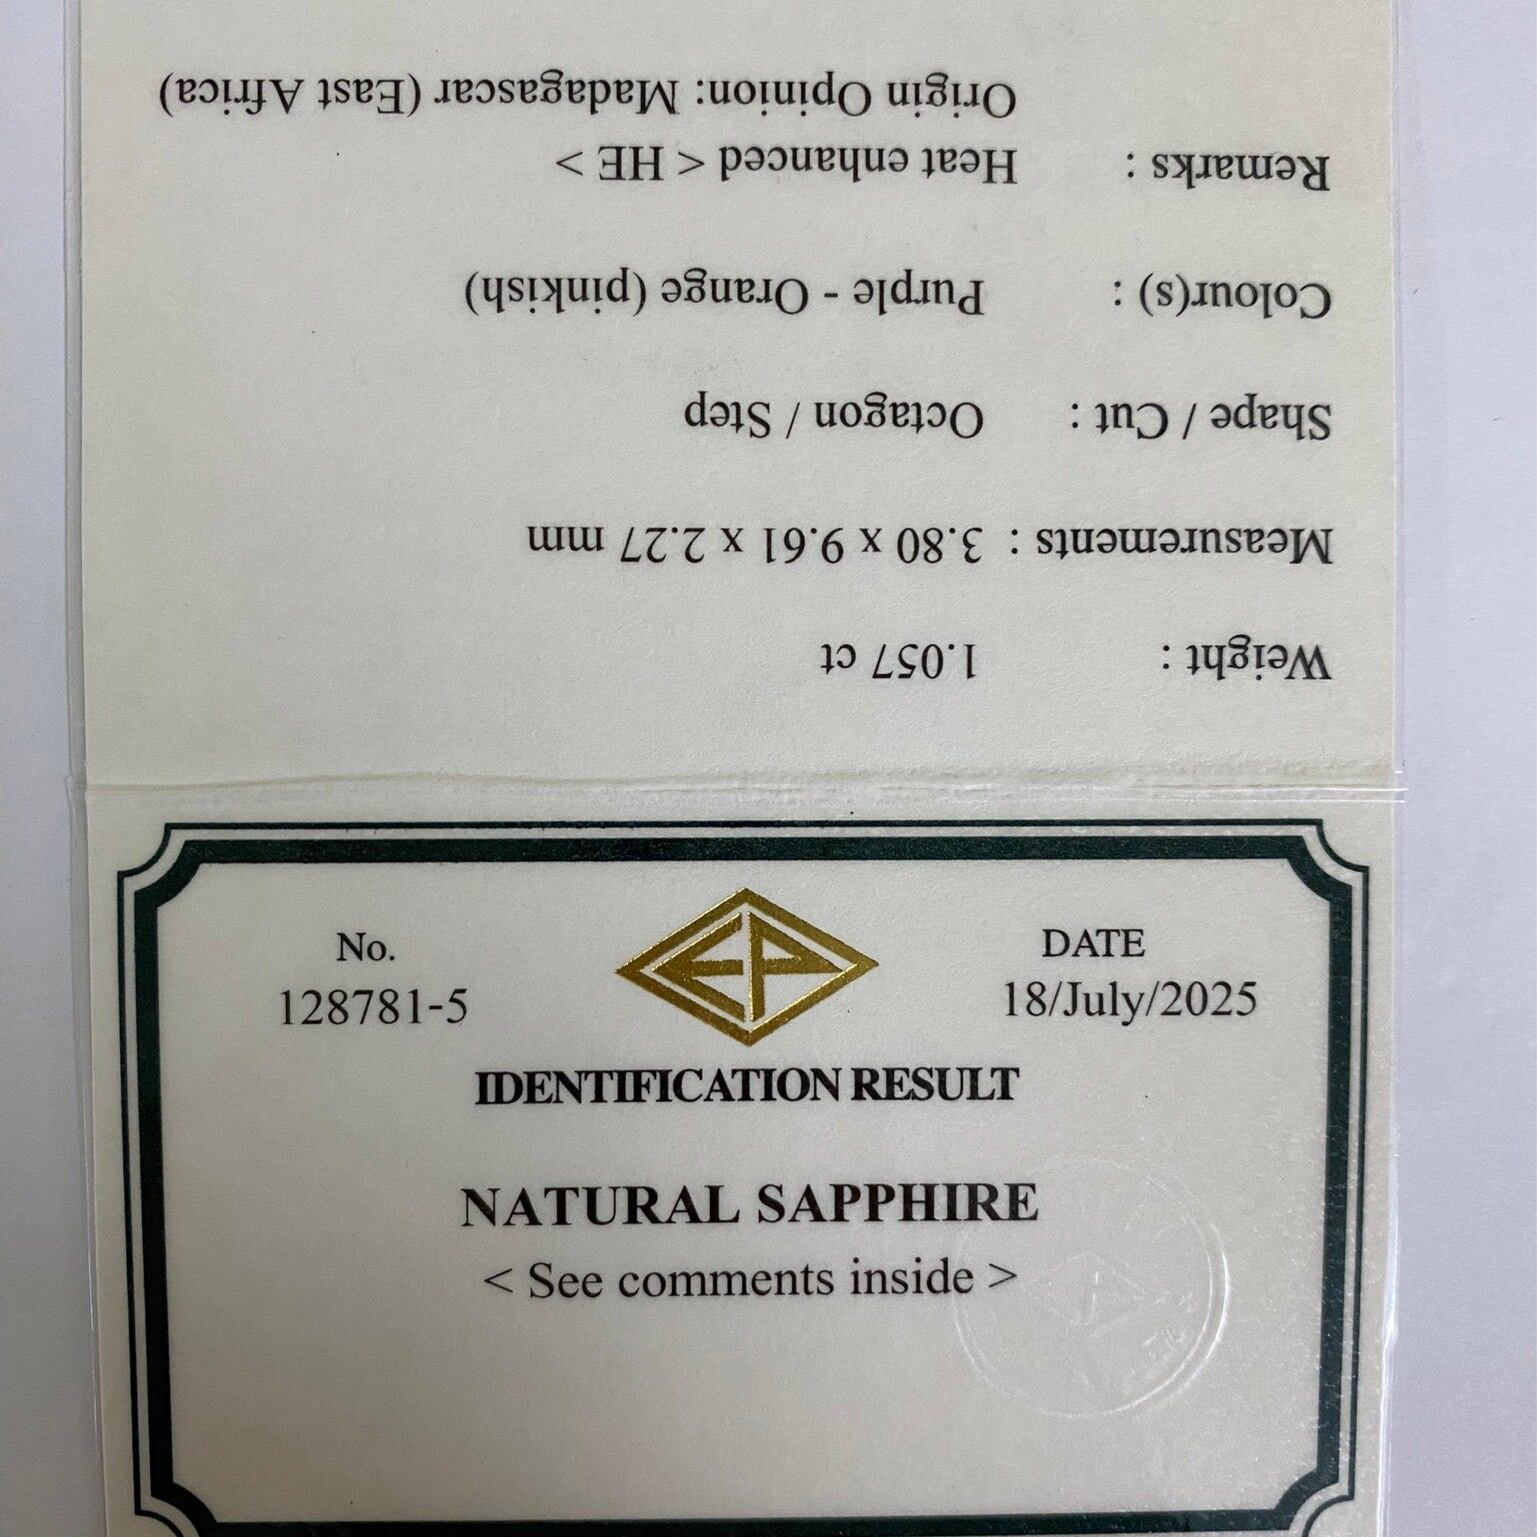 Weight : 1.057 ct
Measurements : 3.80 x 9.61 x 2.27 mm
Shape / Cut : Octagon / Step
Colour(s) : Purple - Orange (pinkish)
Remarks : Heat enhanced < HE >
Origin Opinion: Madagascar (East Africa)
EP
No. DATE
128781-5 18/July/2025
IDENTIFICATION RESULT
NATURAL SAPPHIRE
< See comments inside >